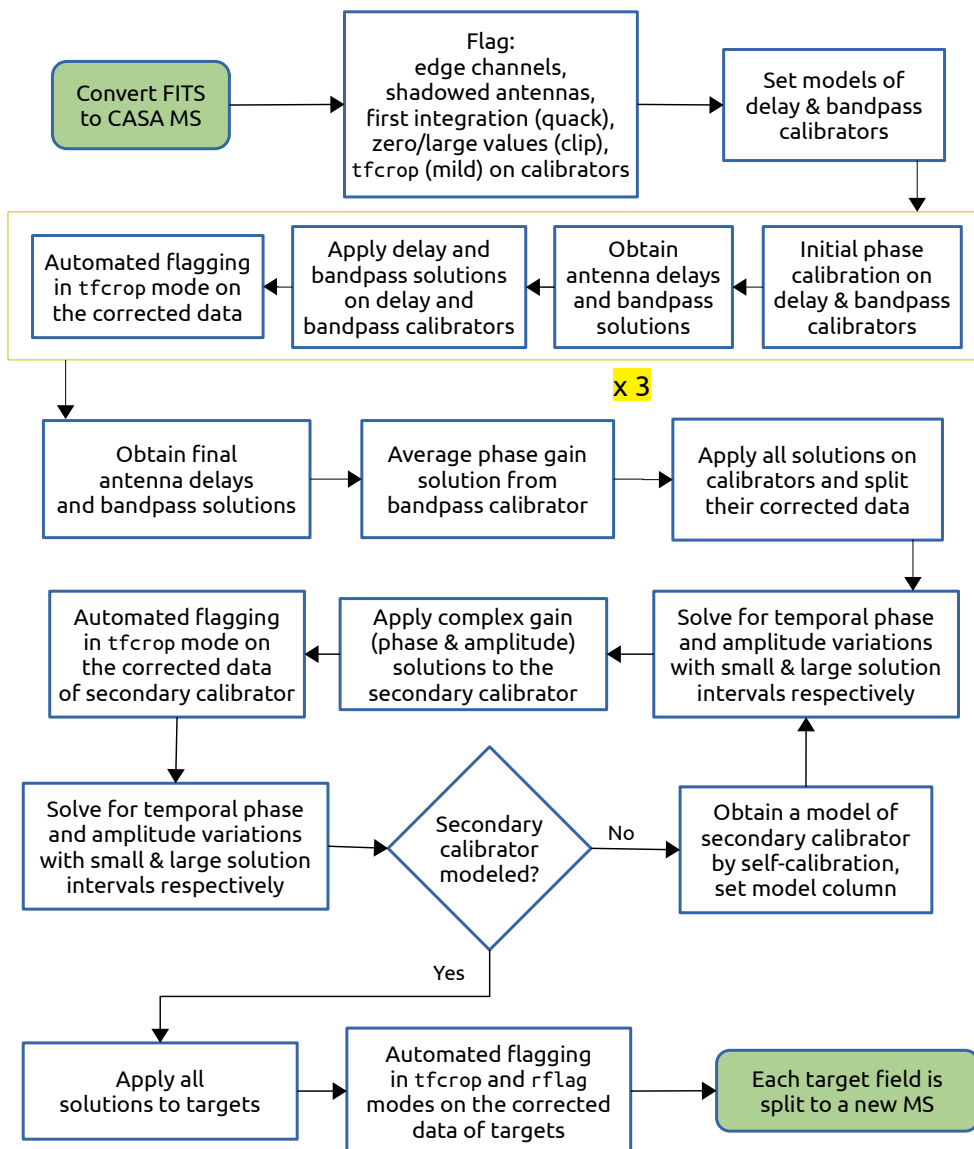 Convert FITS
to CASA MS
Flag:
edge channels,
shadowed antennas,
first integration (quack),
zero/large values (clip),
tfcrop (mild) on calibrators
Set models of
delay & bandpass
calibrators
Initial phase
calibration on
delay & bandpass
calibrators
Obtain
antenna delays
and bandpass
solutions
Apply delay and
bandpass solutions
on delay and
bandpass calibrators
Automated flagging
in tfcrop mode on
the corrected data
x 3
Obtain final
antenna delays
and bandpass solutions
Average phase gain
solution from
bandpass calibrator
Apply all solutions on
calibrators and split
their corrected data
Solve for temporal phase
and amplitude variations
with small & large solution
intervals respectively
Apply complex gain
(phase & amplitude)
solutions to the
secondary calibrator
Automated flagging
in tfcrop mode on
the corrected data
of secondary calibrator
Solve for temporal phase
and amplitude variations
with small & large solution
intervals respectively
Secondary
calibrator
modeled?
No
Obtain a model of
secondary calibrator
by self-calibration,
set model column
Yes
Apply all
solutions to targets
Automated flagging
in tfcrop and rflag
modes on the corrected
data of targets
Each target field is
split to a new MS